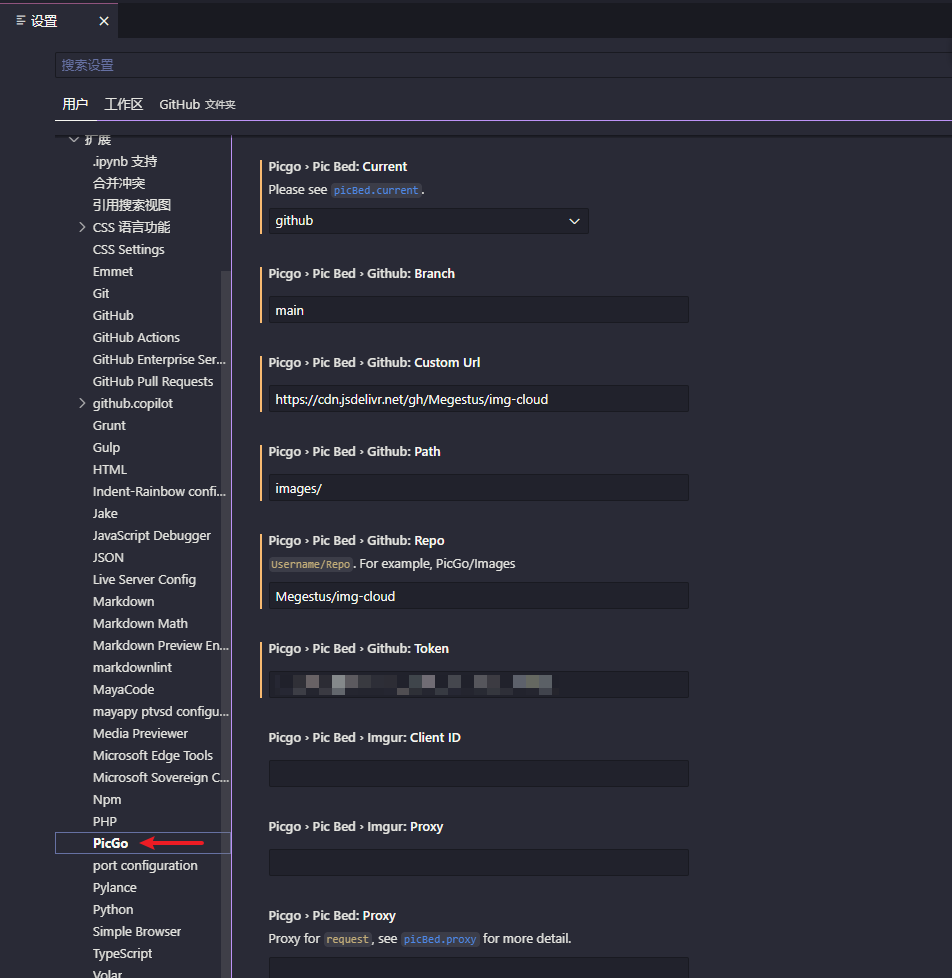 设置
搜索设置
用户 工作区 GitHub 文件夹
扩展
.ipynb 支持
合并冲突
引用搜索视图
CSS 语言功能
CSS Settings
Emmet
Git
GitHub
GitHub Actions
GitHub Enterprise Ser...
GitHub Pull Requests
github.copilot
Grunt
Gulp
HTML
Indent-Rainbow confi...
Jake
JavaScript Debugger
JSON
Live Server Config
Markdown
Markdown Math
Markdown Preview En...
markdownlint
MayaCode
mayapy ptvsd configu...
Media Previewer
Microsoft Edge Tools
Microsoft Sovereign C...
Npm
PHP
PicGo
port configuration
Pylance
Python
Simple Browser
TypeScript
Volar
Picgo › Pic Bed: Current
Please see picBed.current.
github
Picgo › Pic Bed › Github: Branch
main
Picgo › Pic Bed › Github: Custom Url
https://cdn.jsdelivr.net/gh/Megestus/img-cloud
Picgo › Pic Bed › Github: Path
images/
Picgo › Pic Bed › Github: Repo
Username/Repo. For example, PicGo/Images
Megestus/img-cloud
Picgo › Pic Bed › Github: Token
Picgo › Pic Bed › Imgur: Client ID
Picgo › Pic Bed › Imgur: Proxy
Picgo › Pic Bed: Proxy
Proxy for request, see picBed.proxy for more detail.